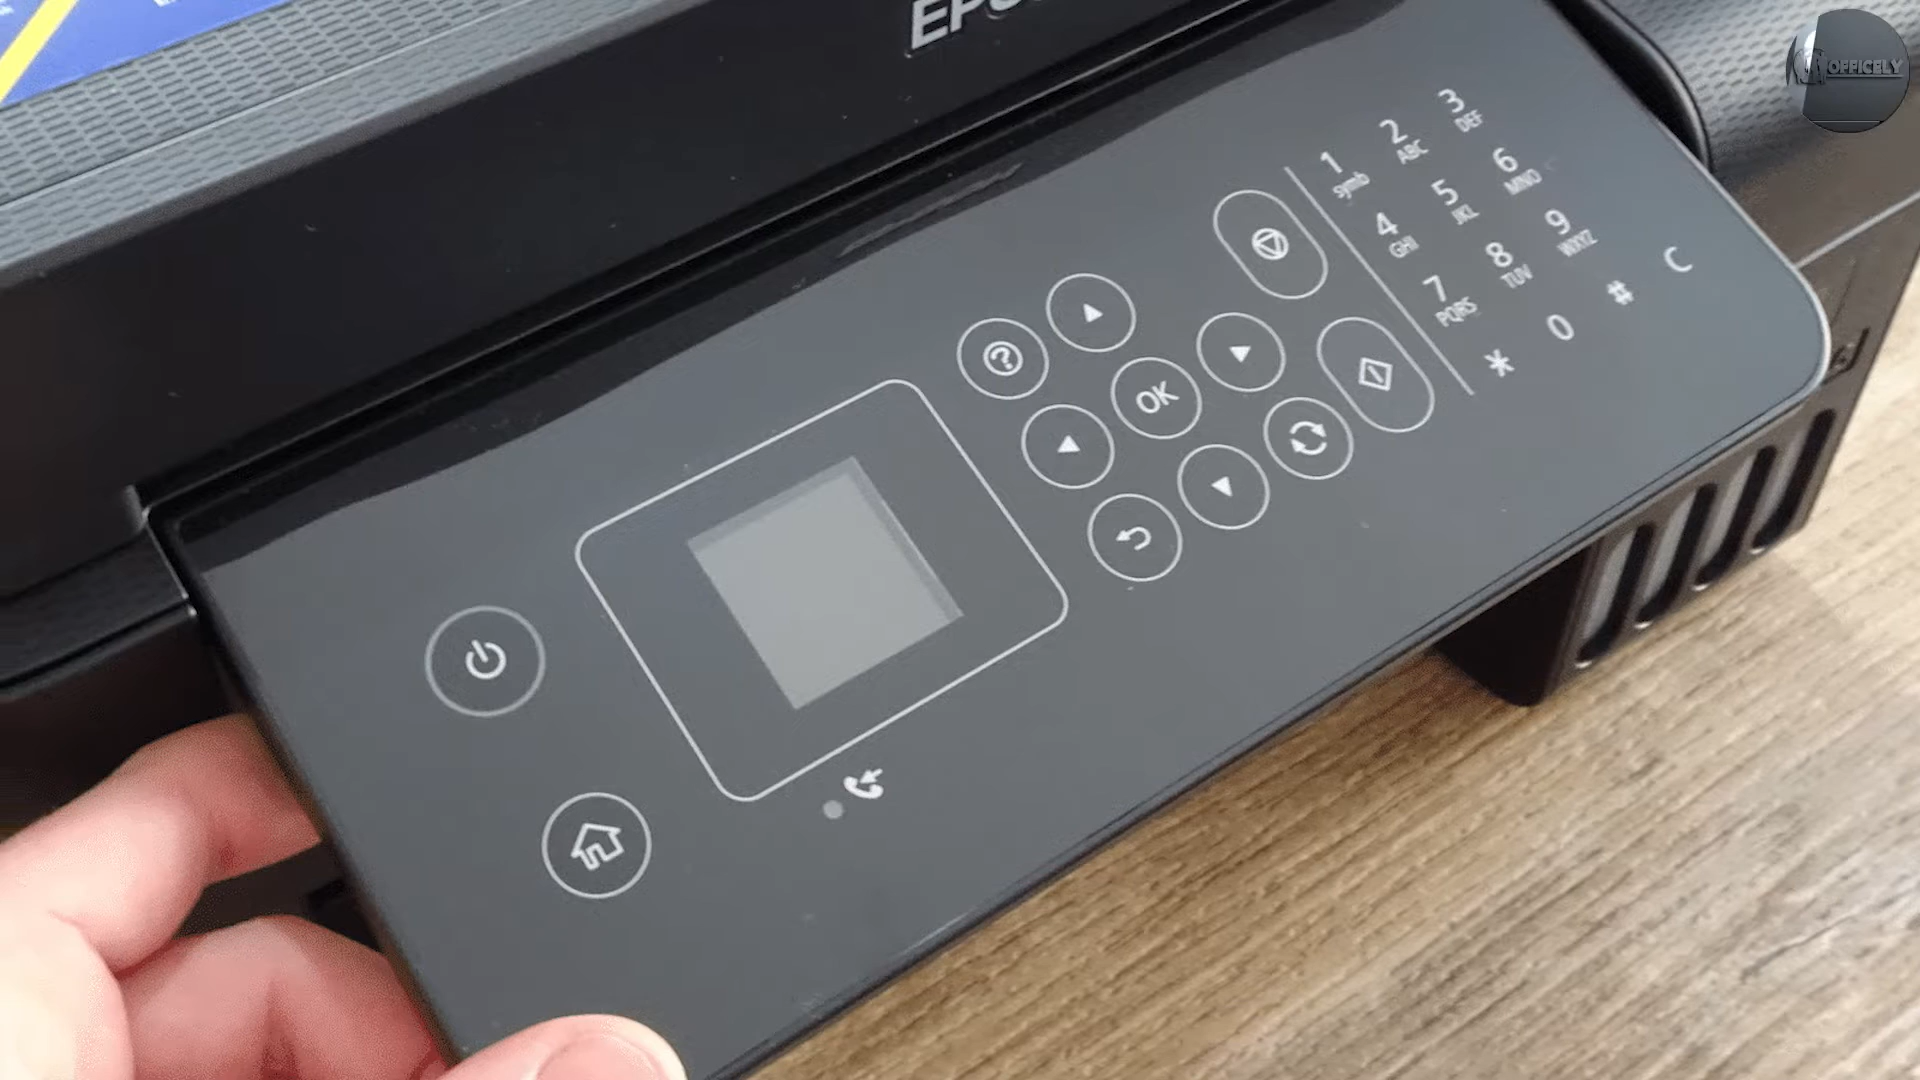 OFFICELY
1 symb
2 ABC
3 DEF
4 GHI
5 JKL
6 MNO
7 PQRS
8 TUV
9 WXYZ
* 0 # C
?
OK